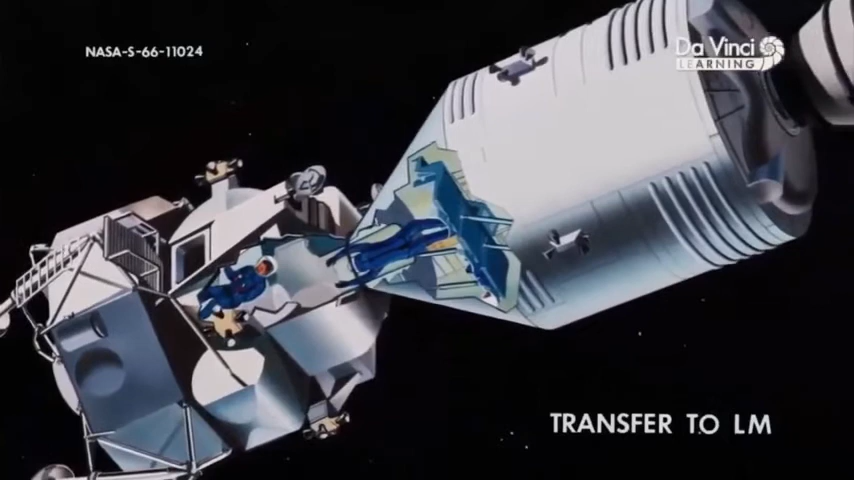 NASA-S-66-11024
Da Vinci
LEARNING
TRANSFER TO LM